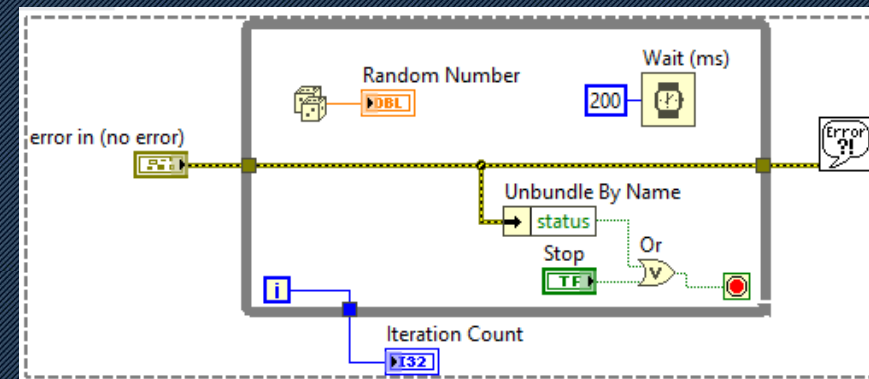 Wait (ms)
Random Number
DBL
200
error in (no error)
Error
?!
Unbundle By Name
status
Stop
Or
TF
V
i
Iteration Count
I32